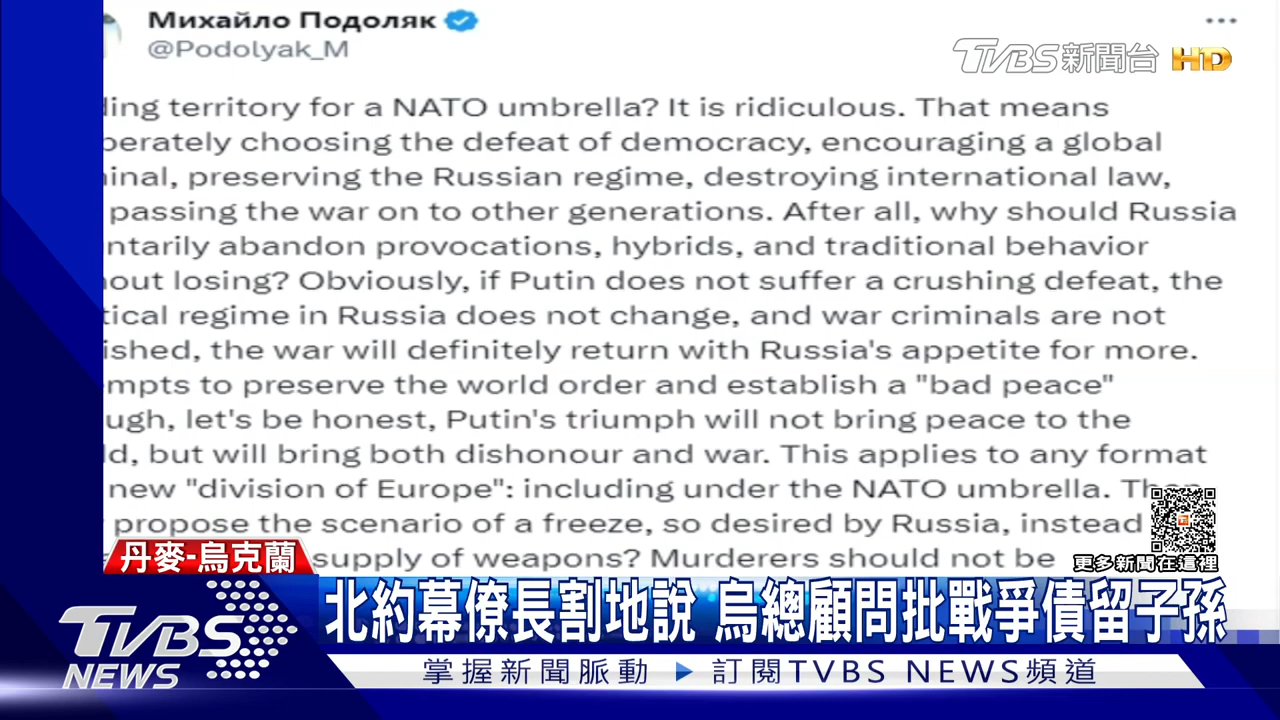 Михайло Подоляк
@Podolyak_M
TVBS新聞台 HD
ding territory for a NATO umbrella? It is ridiculous. That means
perately choosing the defeat of democracy, encouraging a global
inal, preserving the Russian regime, destroying international law,
passing the war on to other generations. After all, why should Russia
ntarily abandon provocations, hybrids, and traditional behavior
hout losing? Obviously, if Putin does not suffer a crushing defeat, the
tical regime in Russia does not change, and war criminals are not
ished, the war will definitely return with Russia's appetite for more.
empts to preserve the world order and establish a "bad peace"
ugh, let's be honest, Putin's triumph will not bring peace to the
ld, but will bring both dishonour and war. This applies to any format
new "division of Europe": including under the NATO umbrella.
propose the scenario of a freeze, so desired by Russia, instead
supply of weapons? Murderers should not be
更多新聞在這裡
丹麥-烏克蘭
北約幕僚長割地說 烏總顧問批戰爭債留子孫
TVBS
NEWS
掌握新聞脈動 ▶ 訂閱TVBS NEWS頻道